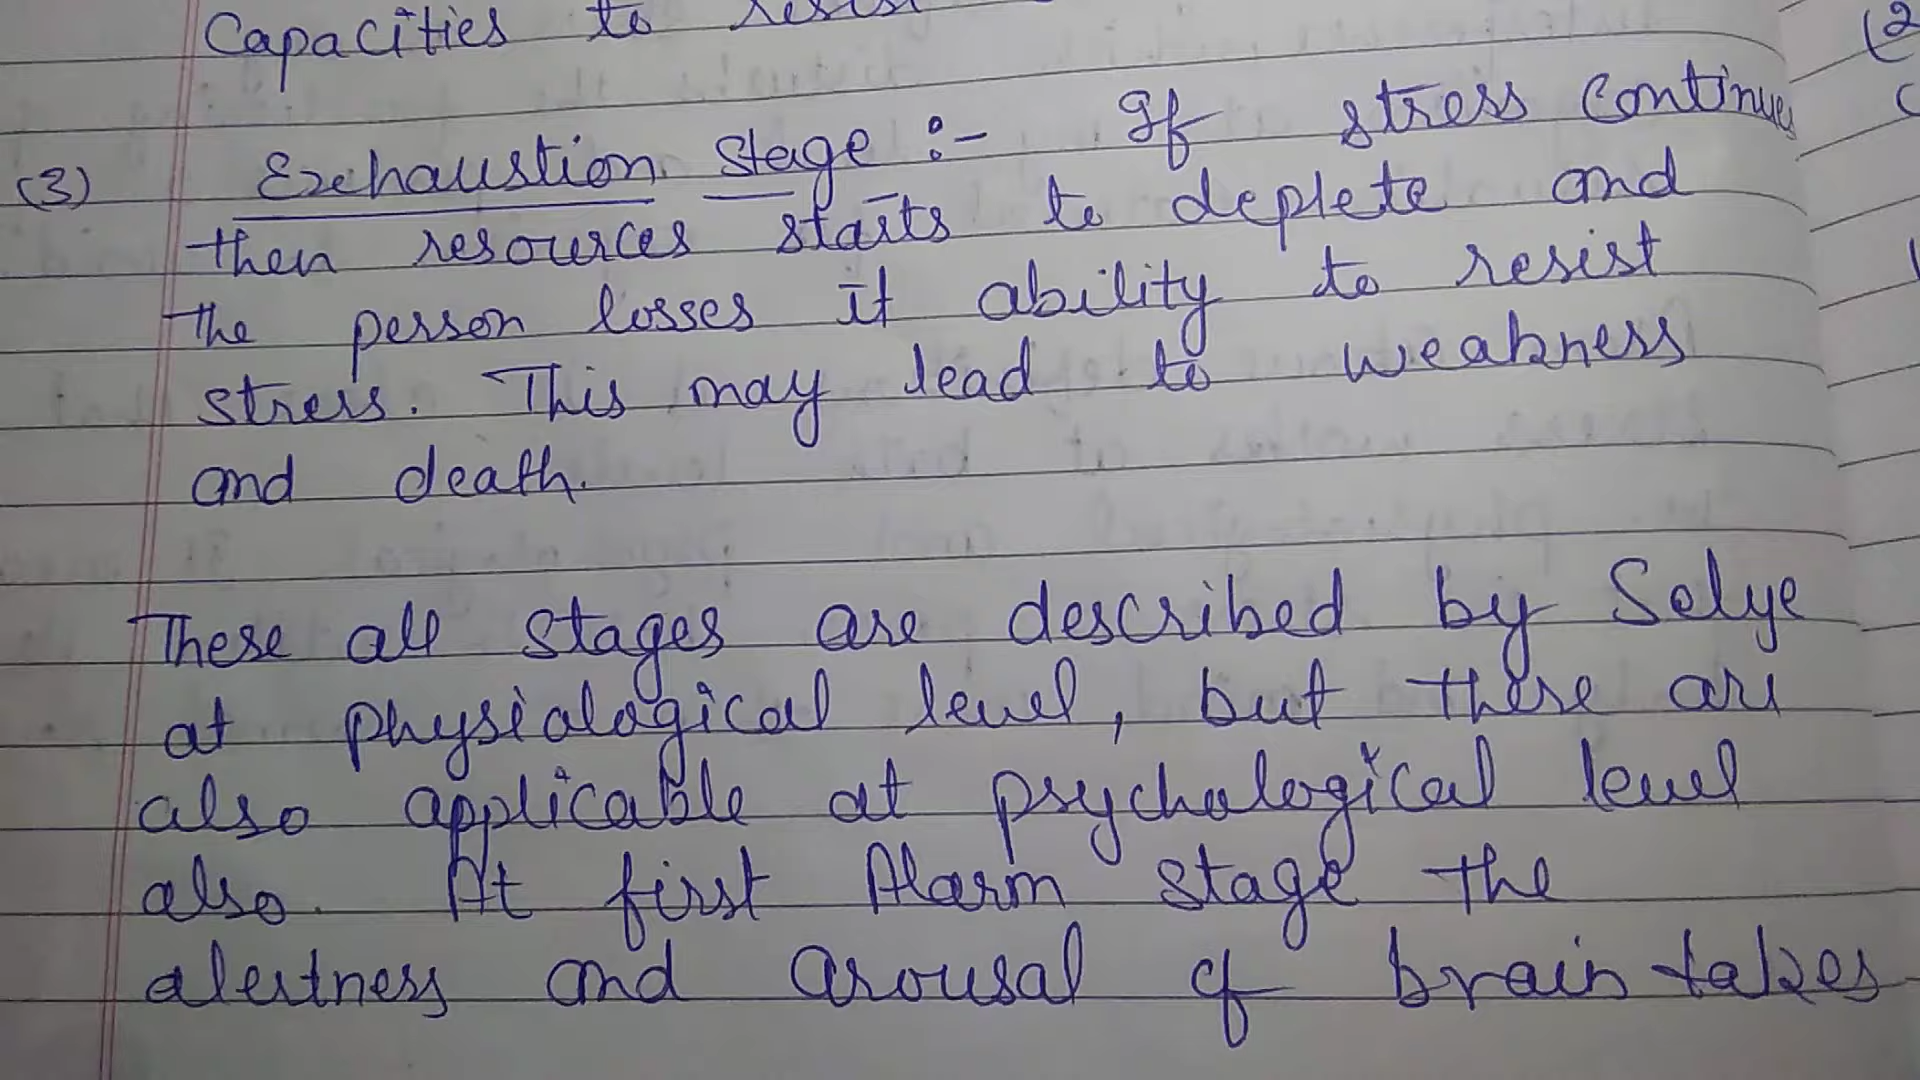 Capacities to resist
(3) Exhaustion Stage :- If stress continues
then resources starts to deplete and
the person losses it ability to resist
stress. This may lead to weakness
and death.
These all stages are described by Selye
at physialogical level, but these are
also applicable at psychological level
also. At first Alarm stage the
alertness and arousal of brain takes
(2